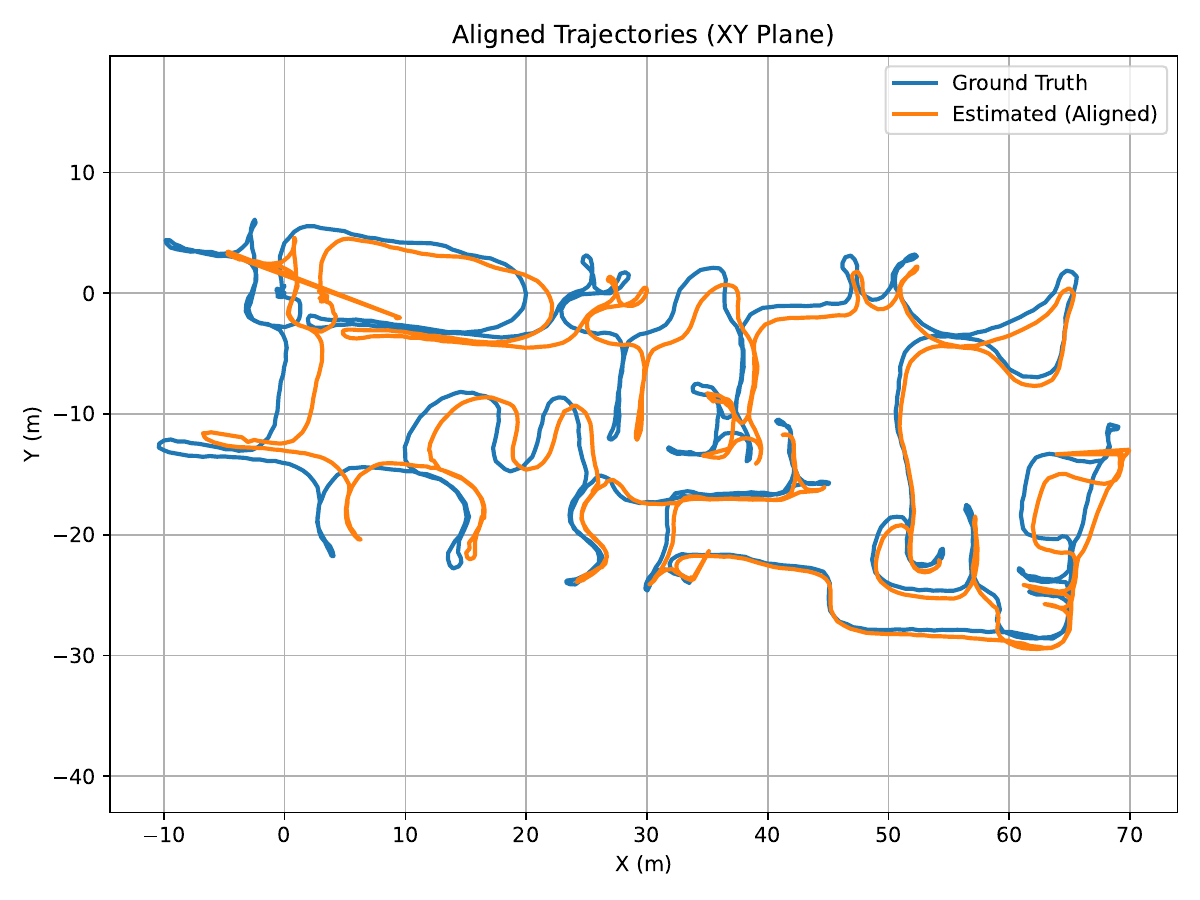 Aligned Trajectories (XY Plane)
Ground Truth
Estimated (Aligned)
10
0
−10
−20
−30
−40
Y (m)
−10 0 10 20 30 40 50 60 70
X (m)